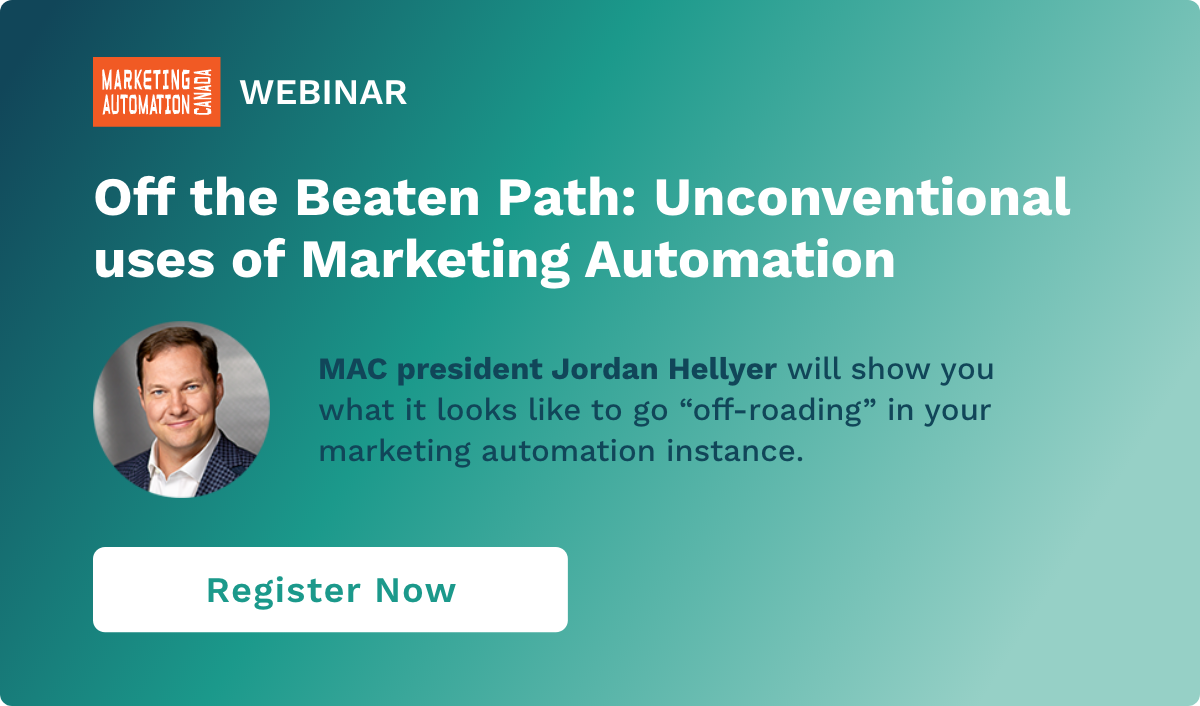 MARKETING
AUTOMATION
CANADA
WEBINAR
Off the Beaten Path: Unconventional
uses of Marketing Automation
MAC president Jordan Hellyer will show you
what it looks like to go “off-roading” in your
marketing automation instance.
Register Now